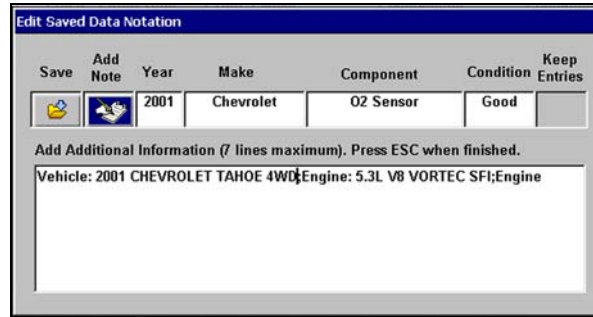 Edit Saved Data Notation
Save Add Note Year Make Component Condition Keep Entries
2001 Chevrolet O2 Sensor Good
Add Additional Information (7 lines maximum). Press ESC when finished.
Vehicle: 2001 CHEVROLET TAHOE 4WD;Engine: 5.3L V8 VORTEC SFI;Engine